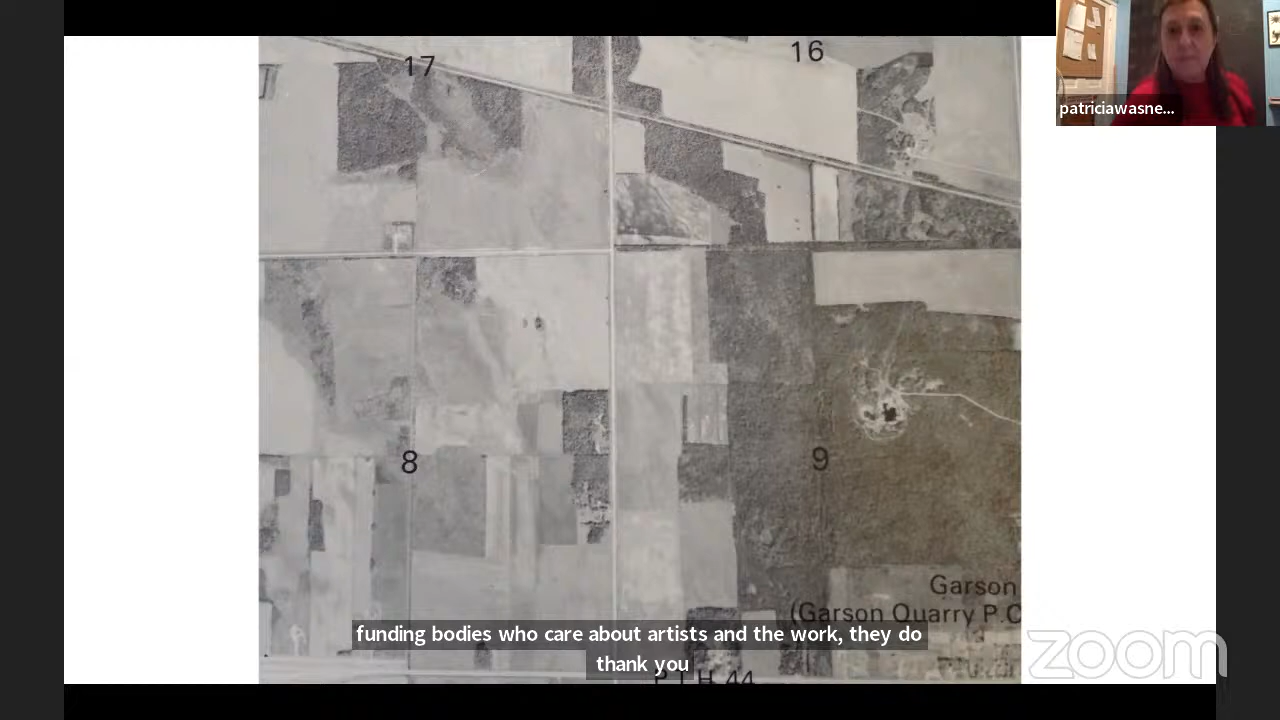 17
16
patriciawasne...
8
9
Garson
(Garson Quarry P.O
funding bodies who care about artists and the work, they do
thank you
P.T.H. 44
zoom